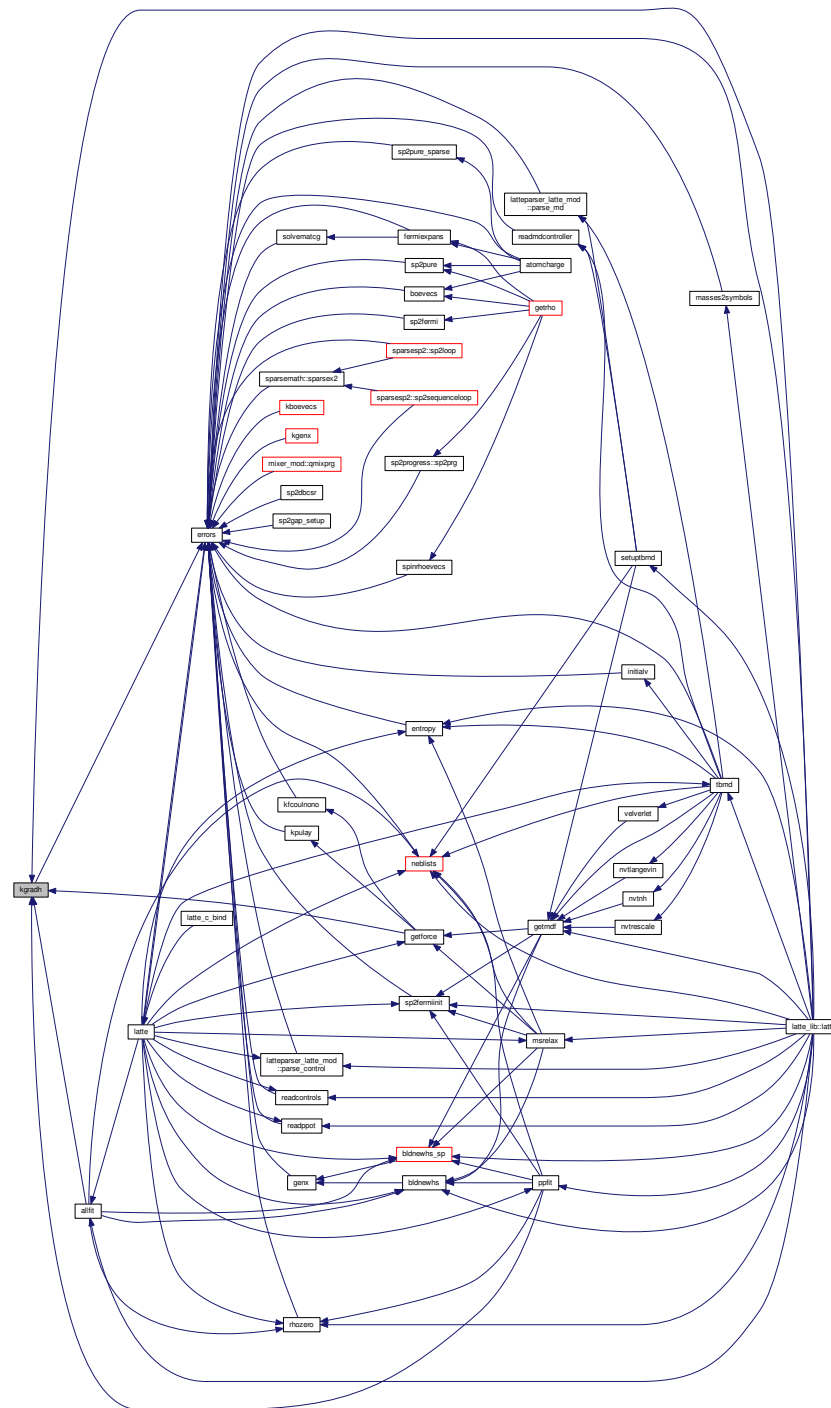 sp2pure_sparse
latteparser_latte_mod
::parse_md
solvematcg
fermiexpans
readmdcontroller
sp2pure
atomcharge
boevecs
masses2symbols
getrho
sp2fermi
sparsesp2::sp2loop
sparsemath::sparsex2
sparsesp2::sp2sequenceloop
kboevecs
kgenx
mixer_mod::qmixprg
sp2progress::sp2prg
sp2dbcsr
sp2gap_setup
errors
setuptbmd
spinrhoevecs
initialv
entropy
tbmd
kfcoulnono
velverlet
kpulay
neblists
nvtlangevin
kgradh
nvtnh
latte_c_bind
getforce
getmdf
nvtrescale
sp2fermiinit
latte
latte_lib::latt
msrelax
latteparser_latte_mod
::parse_control
readcontrols
readppot
bldnewhs_sp
genx
bldnewhs
ppfit
allfit
rhozero